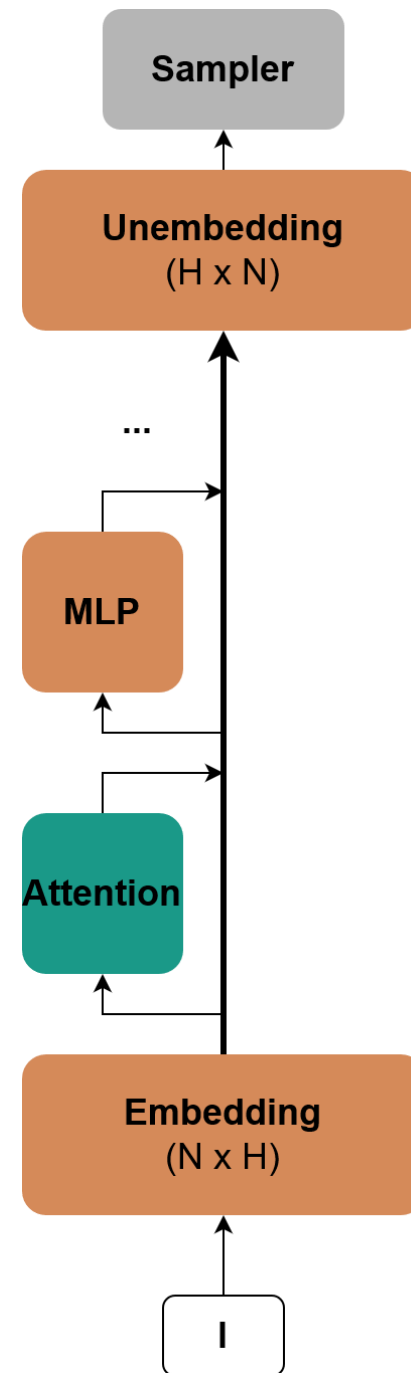 Sampler
Unembedding
(H x N)
...
MLP
Attention
Embedding
(N x H)
I